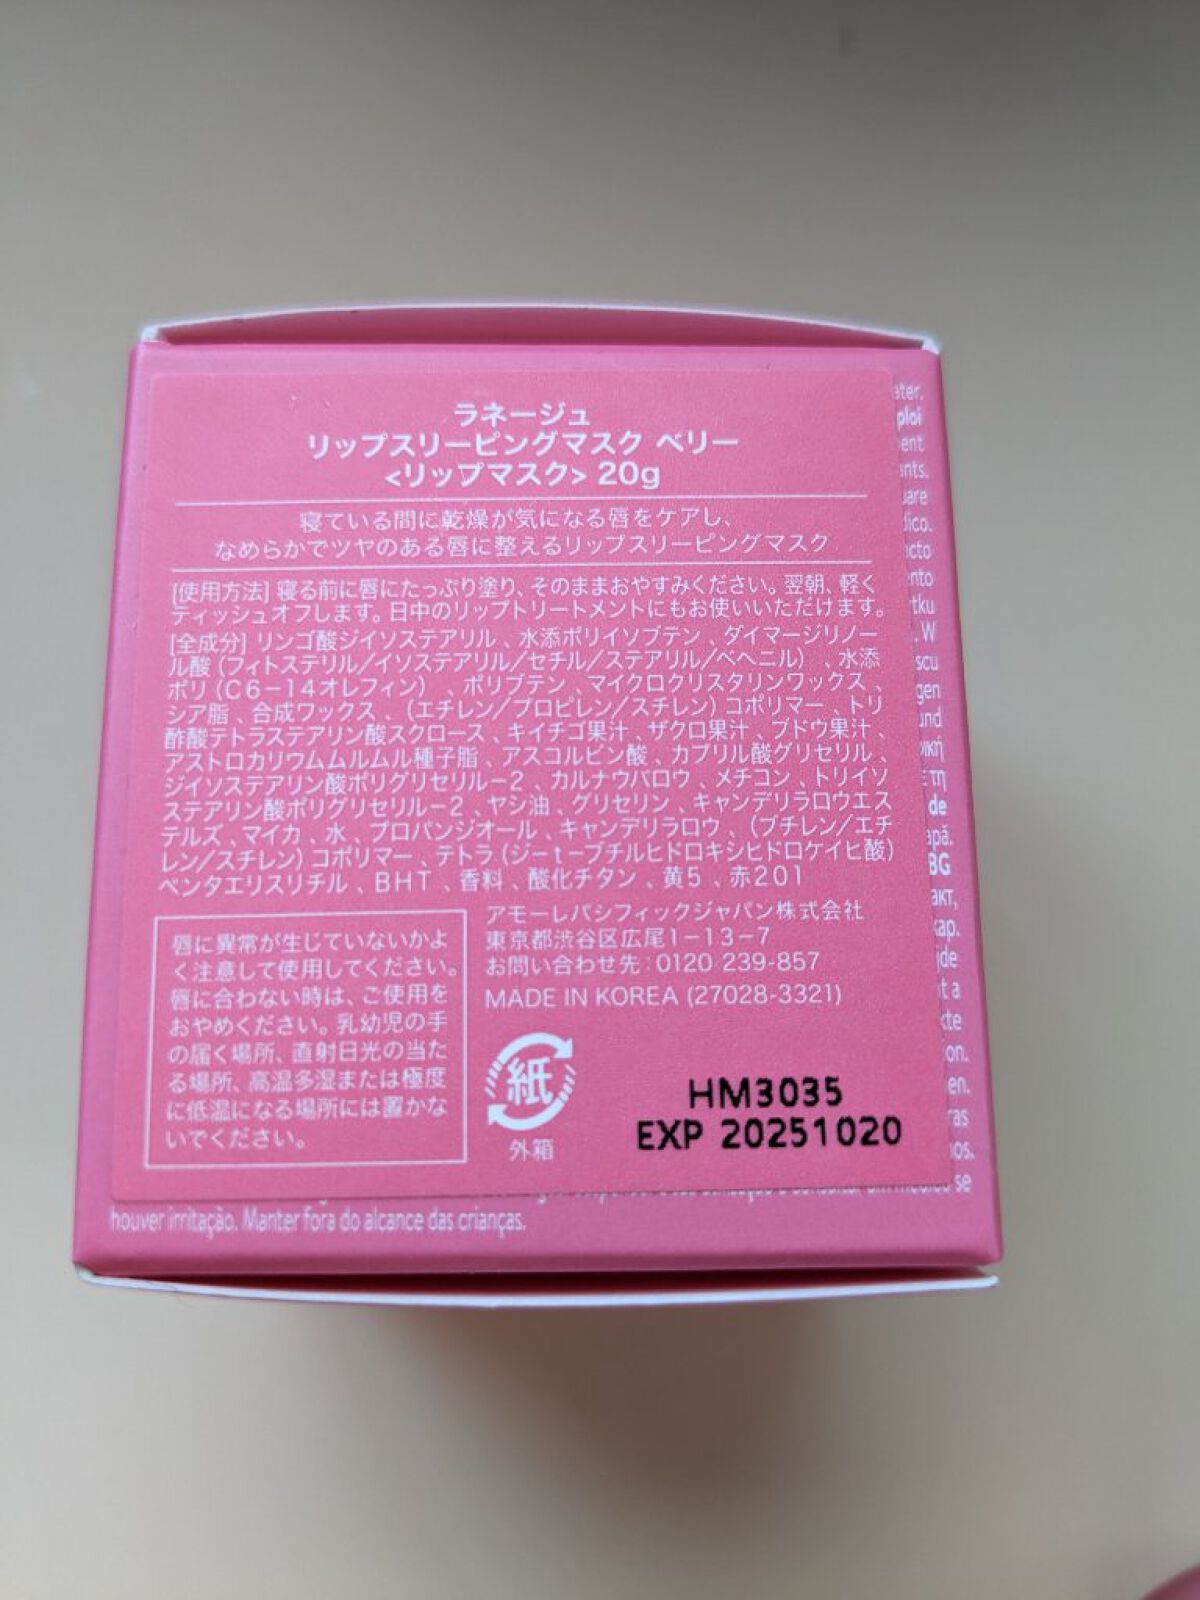 ラネージュ
リップスリーピングマスク ベリー
<リップマスク> 20g
寝ている間に乾燥が気になる唇をケアし、
なめらかでツヤのある唇に整えるリップスリーピングマスク
[使用方法] 寝る前に唇にたっぷり塗り、そのままおやすみください。翌朝、軽く
ティッシュオフします。日中のリップトリートメントにもお使いいただけます。
[全成分] リンゴ酸ジイソステアリル、水添ポリイソブテン、ダイマージリノー
ル酸(フィトステリル/イソステアリル/セチル/ステアリル/ベヘニル)、水添
ポリ(C6-14オレフィン)、ポリブテン、マイクロクリスタリンワックス、
シア脂、合成ワックス、(エチレン/プロピレン/スチレン)コポリマー、トリ
酢酸テトラステアリン酸スクロース、キイチゴ果汁、ザクロ果汁、ブドウ果汁、
アストロカリウムムルムル種子脂、アスコルビン酸、カプリル酸グリセリル、
ジイソステアリン酸ポリグリセリル-2、カルナウバロウ、メチコン、トリイソ
ステアリン酸ポリグリセリル-2、ヤシ油、グリセリン、キャンデリラロウエス
テルズ、マイカ、水、プロパンジオール、キャンデリラロウ、(ブチレン/エチ
レン/スチレン)コポリマー、テトラ(ジ-t-ブチルヒドロキシヒドロケイヒ酸)
ペンタエリスリチル、BHT、香料、酸化チタン、黄5、赤201
唇に異常が生じていないかよ
く注意して使用してください。
唇に合わない時は、ご使用を
おやめください。乳幼児の手
の届く場所、直射日光の当た
る場所、高温多湿または極度
に低温になる場所には置かな
いでください。
アモーレパシフィックジャパン株式会社
東京都渋谷区広尾1-13-7
お問い合わせ先:0120 239-857
MADE IN KOREA (27028-3321)
紙
外箱
HM3035
EXP 20251020
houver irritação. Manter fora do alcance das crianças.